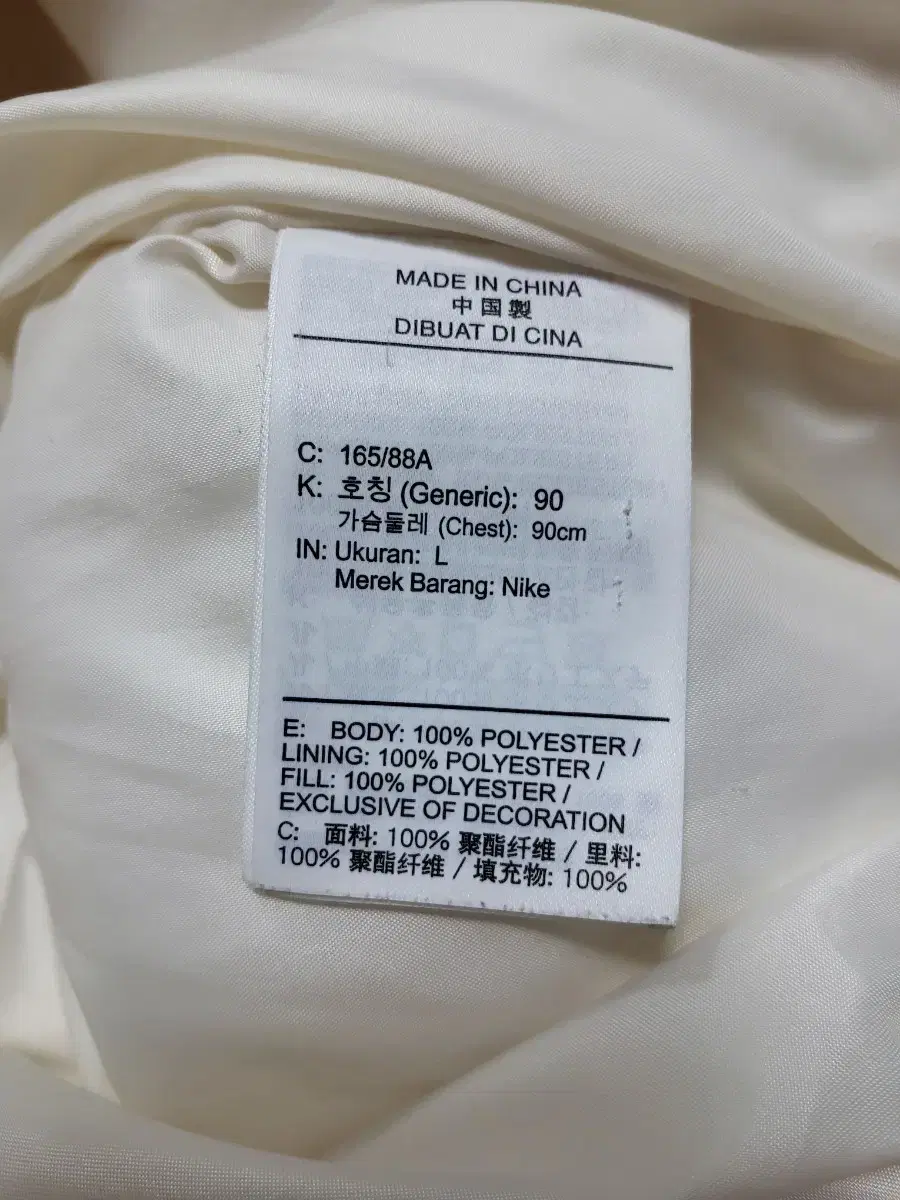 MADE IN CHINA
中国製
DIBUAT DI CINA
C: 165/88A
K: 호칭 (Generic): 90
가슴둘레 (Chest): 90cm
IN: Ukuran: L
Merek Barang: Nike
E: BODY: 100% POLYESTER /
LINING: 100% POLYESTER /
FILL: 100% POLYESTER /
EXCLUSIVE OF DECORATION
C: 面料: 100% 聚酯纤维 / 里料:
100% 聚酯纤维 / 填充物: 100%